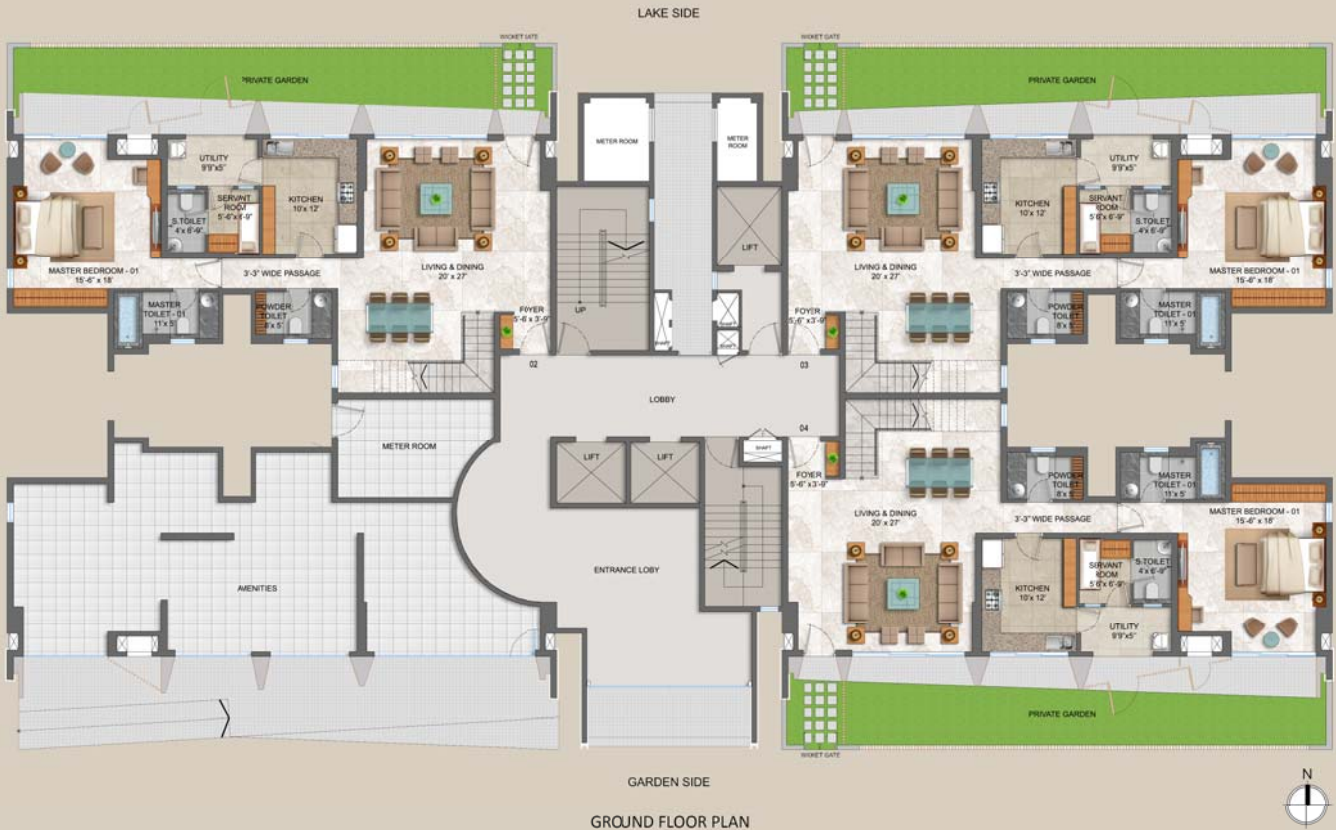 LAKE SIDE
WICKET GATE
PRIVATE GARDEN
METER ROOM
UTILITY
9'9"x5"
SERVANT
ROOM
5'-6"x 6'-9"
S.TOILET
4'x 6'-9"
KITCHEN
10'x 12'
MASTER BEDROOM - 01
15'-6" x 18'
3'-3" WIDE PASSAGE
LIVING & DINING
20' x 27'
MASTER
TOILET - 01
11'x 5'
POWDER
TOILET
8'x 5'
FOYER
5'-6" x 3'-9"
02
UP
SHAFT
METER
ROOM
LIFT
SHAFT
SHAFT
WICKET GATE
PRIVATE GARDEN
LIVING & DINING
20' x 27'
FOYER
5'-6" x3'-9"
03
KITCHEN
10'x 12'
UTILITY
9'9"x5"
SERVANT
ROOM
5'6"x 6'-9"
S.TOILET
4'x 6'-9"
3'-3" WIDE PASSAGE
MASTER BEDROOM - 01
15'-6" x 18'
POWDER
TOILET
8'x 5'
MASTER
TOILET - 01
11'x 5'
LOBBY
METER ROOM
LIFT
LIFT
SHAFT
04
FOYER
5'-6" x3'-9"
AVENITIES
ENTRANCE LOBY
LIVING & DINING
20' x 27'
POWDER
TOILET
8'x 5'
MASTER
TOILET - 01
11'x 5'
3'-3" WIDE PASSAGE
MASTER BEDROOM - 01
15'-6" x 18'
KITCHEN
10'x 12'
SERVANT
ROOM
5'6"x 6'-9"
S.TOILET
4'x 6'-9"
UTILITY
9'9"x5"
PRIVATE GARDEN
WICKET GATE
GARDEN SIDE
N
GROUND FLOOR PLAN